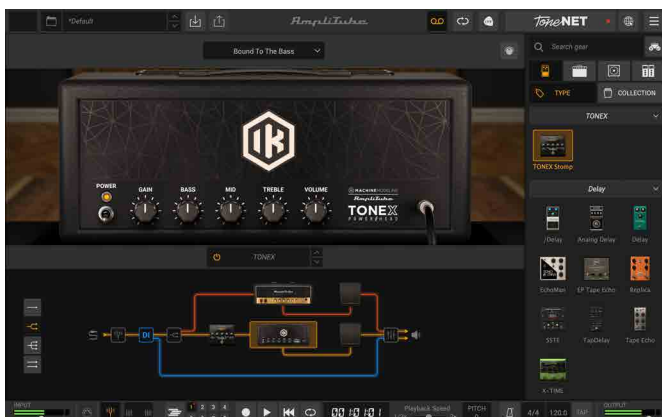 *Default
AmpliTube
ToneNET
Bound To The Bass
Search gear
TYPE
COLLECTION
TONEX
TONEX Stomp
Delay
/Delay
Analog Delay
Delay
EchoMan
EP Tape Echo
Replica
SSTE
TapDelay
Tape Echo
X-TIME
IK
POWER
GAIN
BASS
MID
TREBLE
VOLUME
MACHINE MODELING
AmpliTube
TONEX
POWERHEAD
TONEX
DI
INPUT
1 2 3 4
Playback Speed
PITCH
4/4
120.0
TAP
OUTPUT